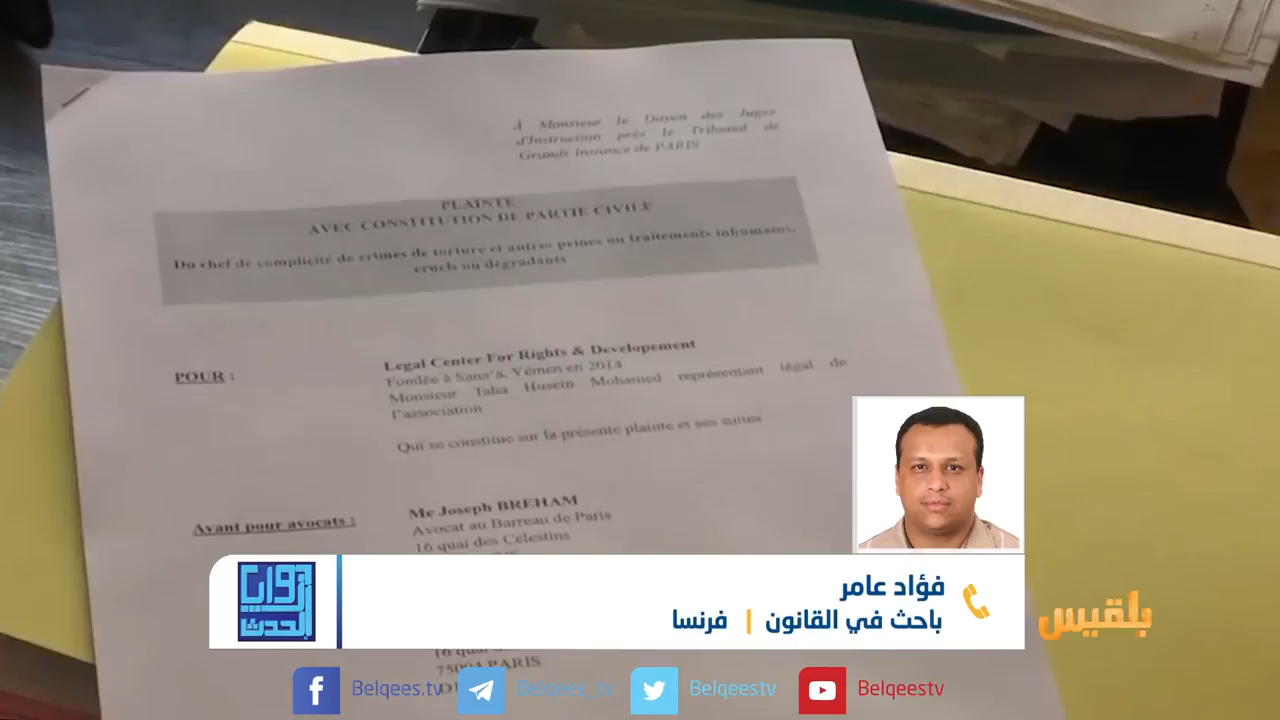 À Monsieur le Doyen des Juges
d'Instruction près le Tribunal de
Grande Instance de PARIS
PLAINTE
AVEC CONSTITUTION DE PARTIE CIVILE
Du chef de complicité de crimes de torture et autres peines ou traitements inhumains,
cruels ou dégradants
POUR :
Legal Center For Rights & Developement
Fondée à Sana'a, Yémen en 2014
Monsieur Taha Husein Mohamed représentant légal de
l'association
Qui se constitue sur la présente plainte et ses suites
Ayant pour avocats :
Me Joseph BREHAM
Avocat au Barreau de Paris
16 quai des Célestins
فؤاد عامر
باحث في القانون | فرنسا
زوايا الحدث
بلقيس
16 quai
75004 PARIS
Belqees.tv
Belqees_tv
Belqeestv
Belqeestv